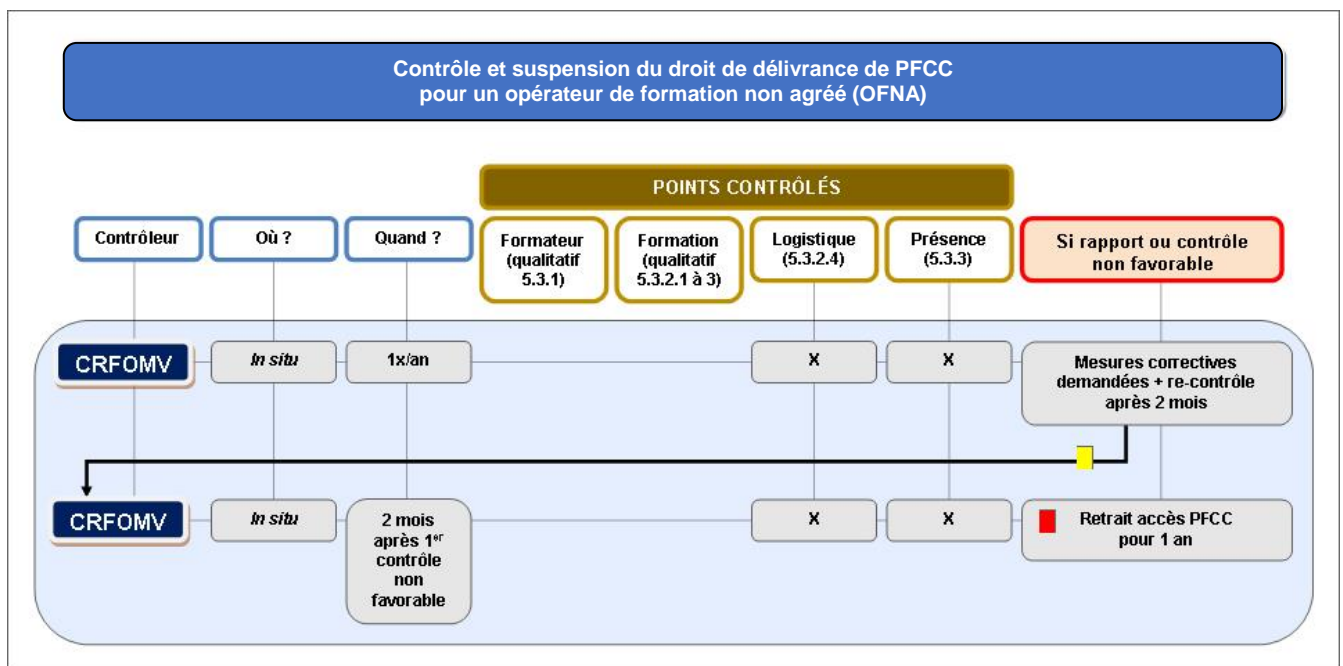 Contrôle et suspension du droit de délivrance de PFCC
pour un opérateur de formation non agréé (OFNA)
POINTS CONTRÔLÉS
Contrôleur
Où ?
Quand ?
Formateur
(qualitatif
5.3.1)
Formation
(qualitatif
5.3.2.1 à 3)
Logistique
(5.3.2.4)
Présence
(5.3.3)
Si rapport ou contrôle
non favorable
CRFOMV
In situ
1x/an
X
X
Mesures correctives
demandées + re-contrôle
après 2 mois
CRFOMV
In situ
2 mois
après 1er
contrôle
non
favorable
X
X
Retrait accès PFCC
pour 1 an